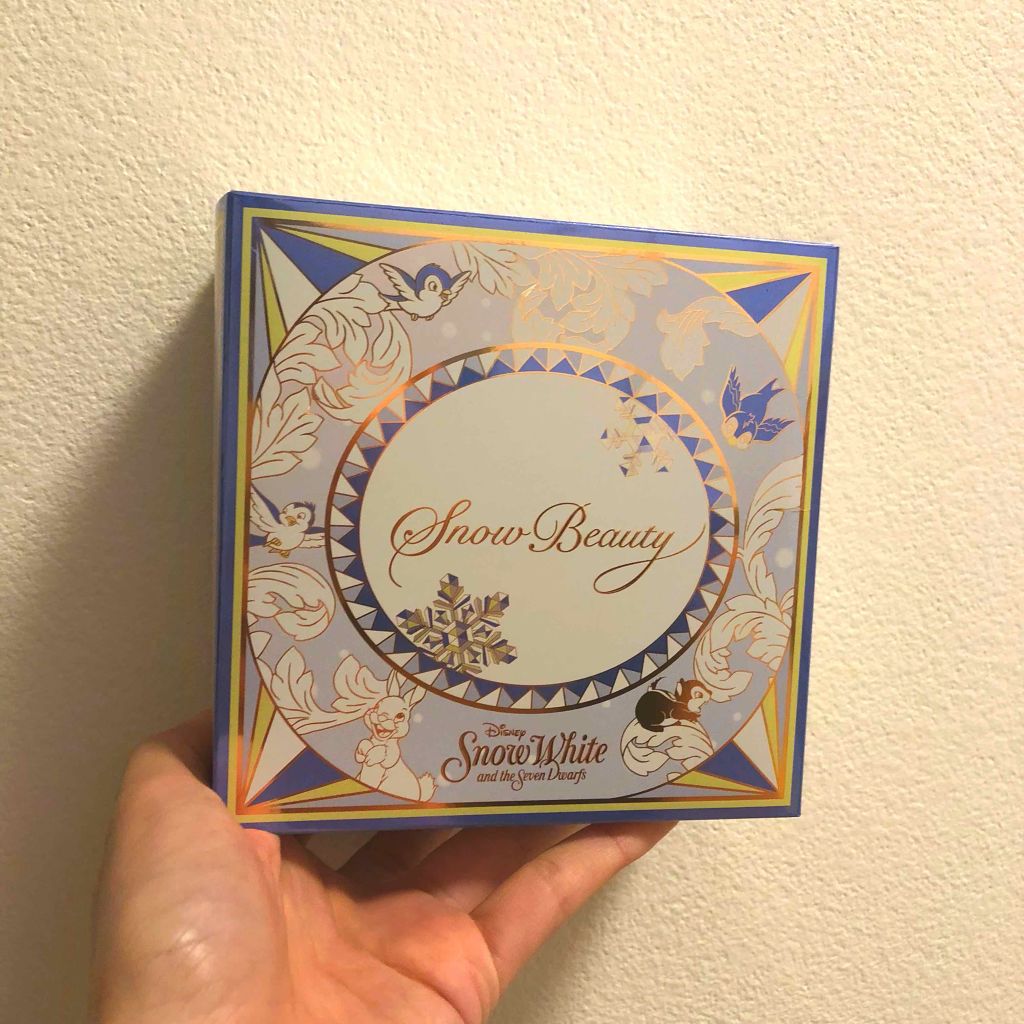 Snow Beauty
Disney
Snow White
and the Seven Dwarfs